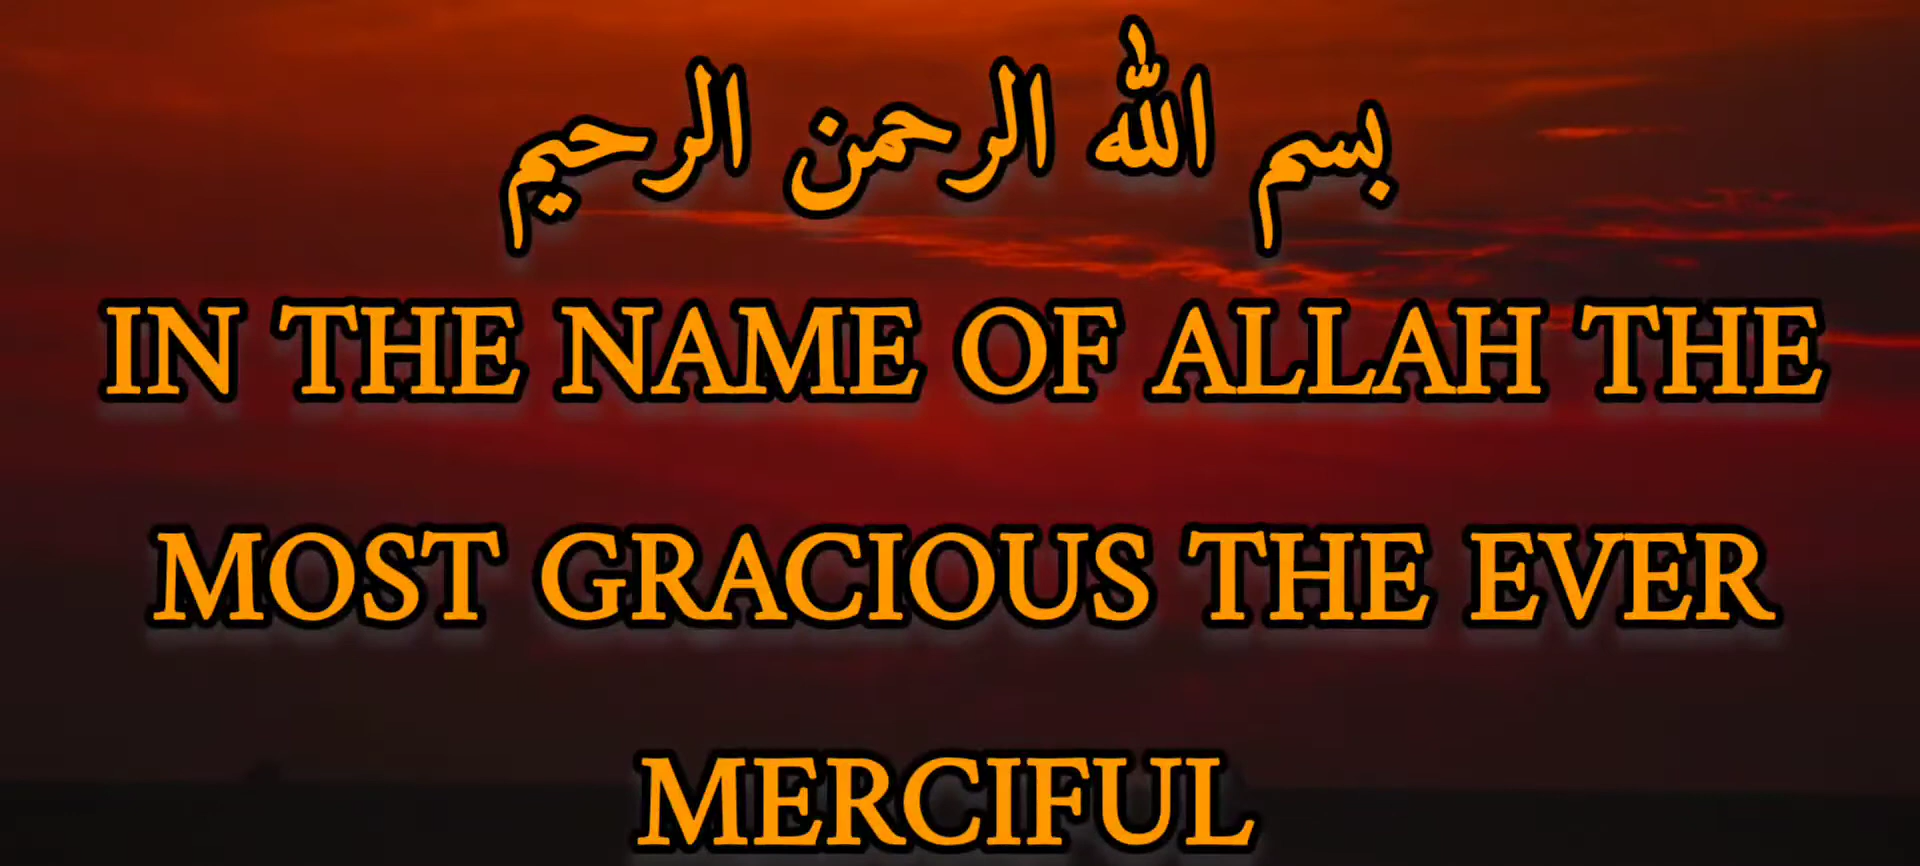 بسم الله الرحمن الرحيم
IN THE NAME OF ALLAH THE
MOST GRACIOUS THE EVER
MERCIFUL